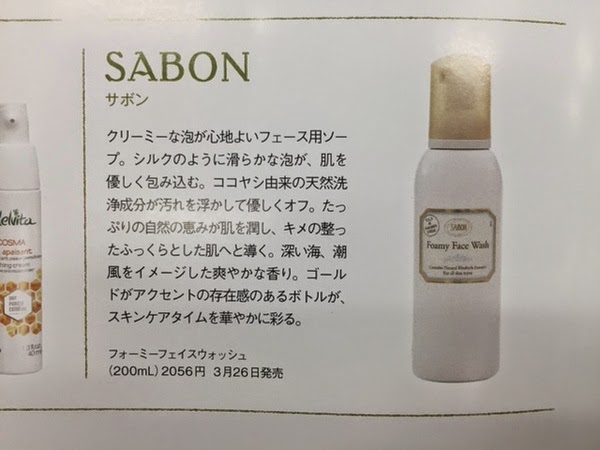 SABON
サボン
クリーミーな泡が心地よいフェース用ソー
プ。シルクのように滑らかな泡が、肌を
優しく包み込む。ココヤシ由来の天然洗
浄成分が汚れを浮かして優しくオフ。たっ
ぷりの自然の恵みが肌を潤し、キメの整っ
たふっくらとした肌へと導く。深い海、潮
風をイメージした爽やかな香り。ゴール
ドがアクセントの存在感のあるボトルが、
スキンケアタイムを華やかに彩る。
フォーミーフェイスウォッシュ
(200mL) 2056円 3月26日発売
SABON
Foamy Face Wash
For all skin types
elvita
COSMA
apaisant